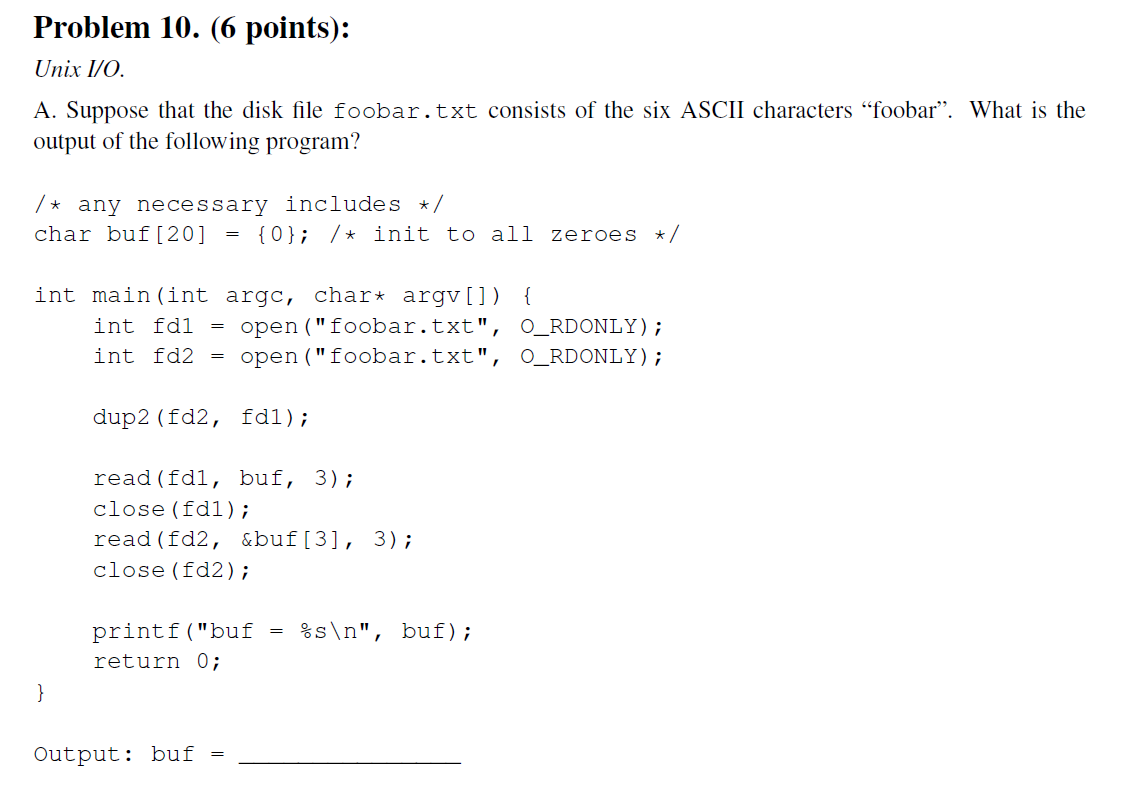 Problem 10. (6 points):
Unix I/O.
A. Suppose that the disk file foobar.txt consists of the six ASCII characters “foobar”. What is the
output of the following program?
/* any necessary includes */
char buf[20] = {0}; /* init to all zeroes */
int main(int argc, char* argv[]) {
    int fd1 = open("foobar.txt", O_RDONLY);
    int fd2 = open("foobar.txt", O_RDONLY);
    dup2(fd2, fd1);
    read(fd1, buf, 3);
    close(fd1);
    read(fd2, &buf[3], 3);
    close(fd2);
    printf("buf = %s\n", buf);
    return 0;
}
Output: buf = _______________